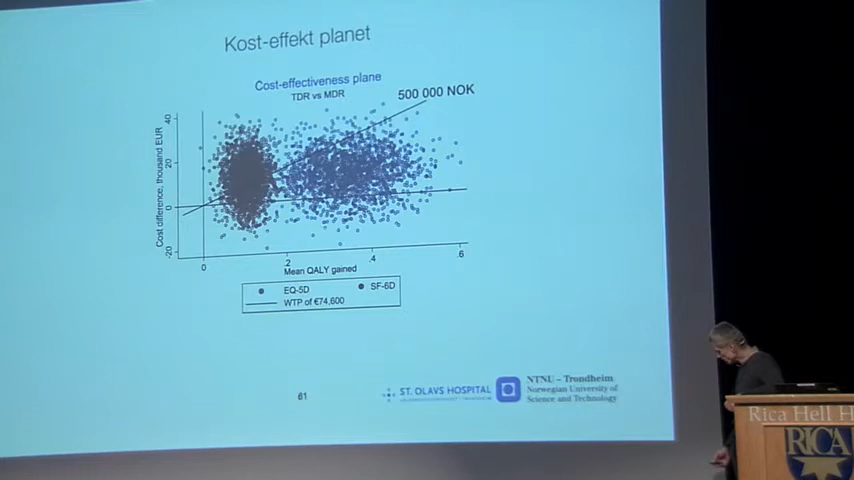 Kost-effekt planet
Cost-effectiveness plane
TDR vs MDR
500 000 NOK
Cost difference, thousand EUR
40
20
0
-20
0
.2
.4
.6
Mean QALY gained
EQ-5D
SF-6D
WTP of €74,600
61
ST. OLAVS HOSPITAL
NTNU – Trondheim
Norwegian University of
Science and Technology
Rica Hell H
RICA